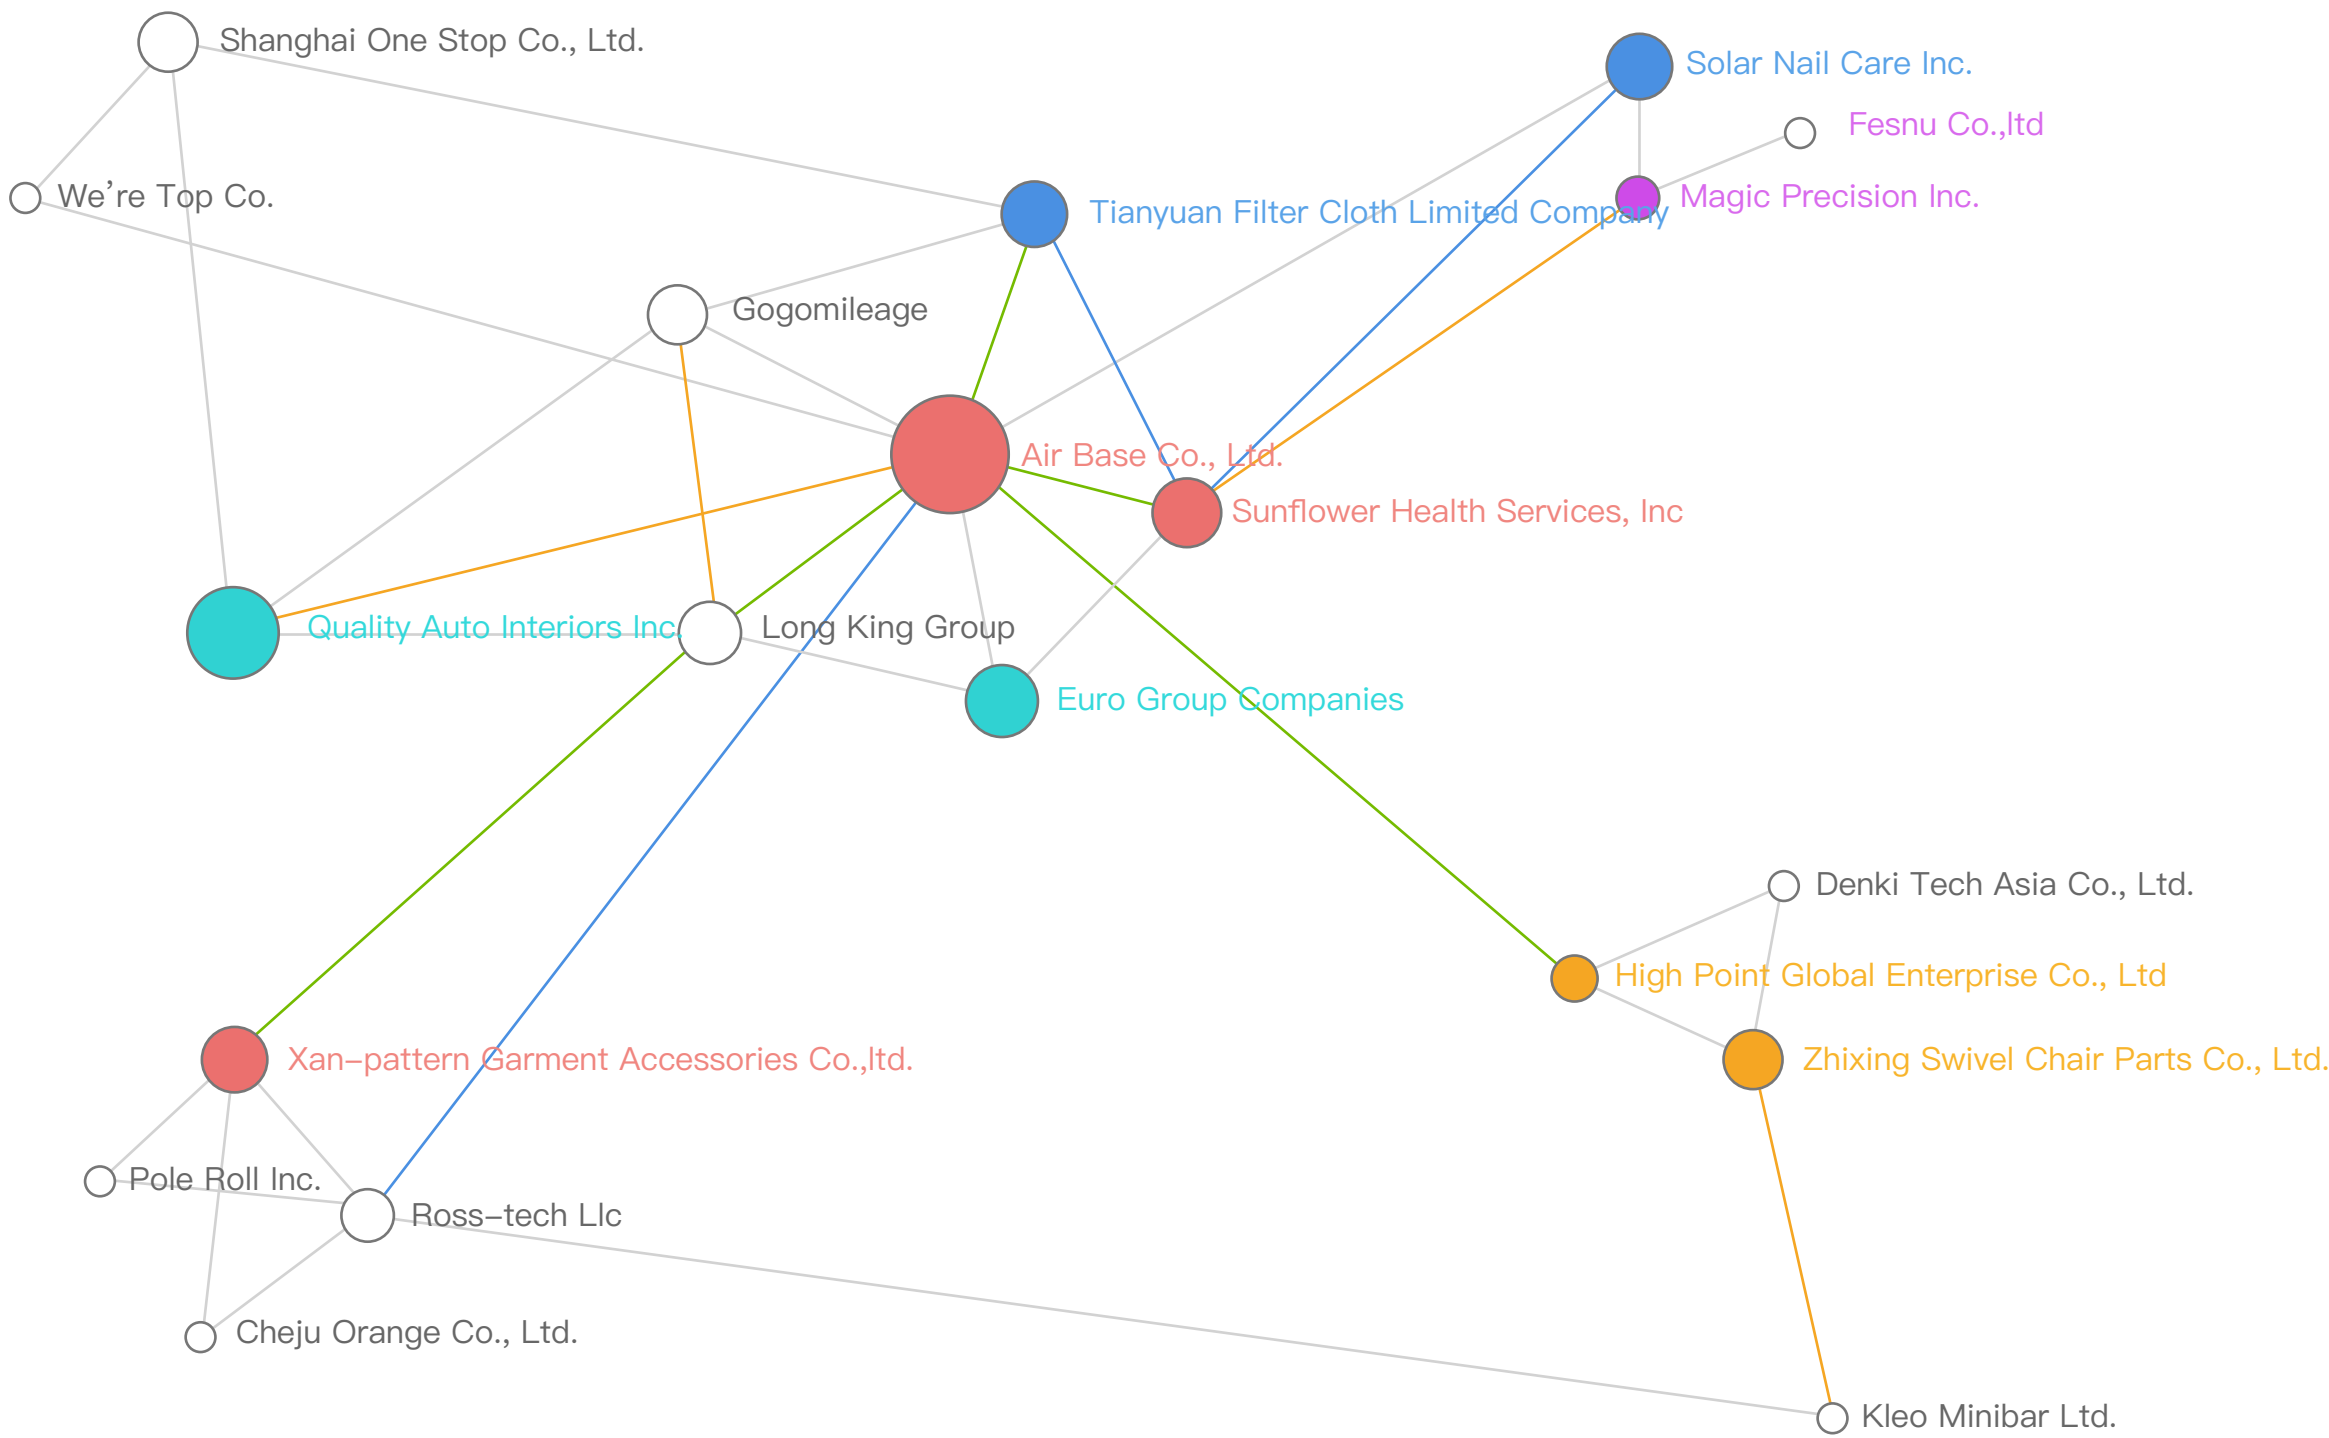 Shanghai One Stop Co., Ltd.
Solar Nail Care Inc.
Fesnu Co.,ltd
We're Top Co.
Magic Precision Inc.
Tianyuan Filter Cloth Limited Company
Gogomileage
Air Base Co., Ltd.
Sunflower Health Services, Inc
Quality Auto Interiors Inc.
Long King Group
Euro Group Companies
Denki Tech Asia Co., Ltd.
High Point Global Enterprise Co., Ltd
Xan-pattern Garment Accessories Co.,ltd.
Zhixing Swivel Chair Parts Co., Ltd.
Pole Roll Inc.
Ross-tech Llc
Cheju Orange Co., Ltd.
Kleo Minibar Ltd.